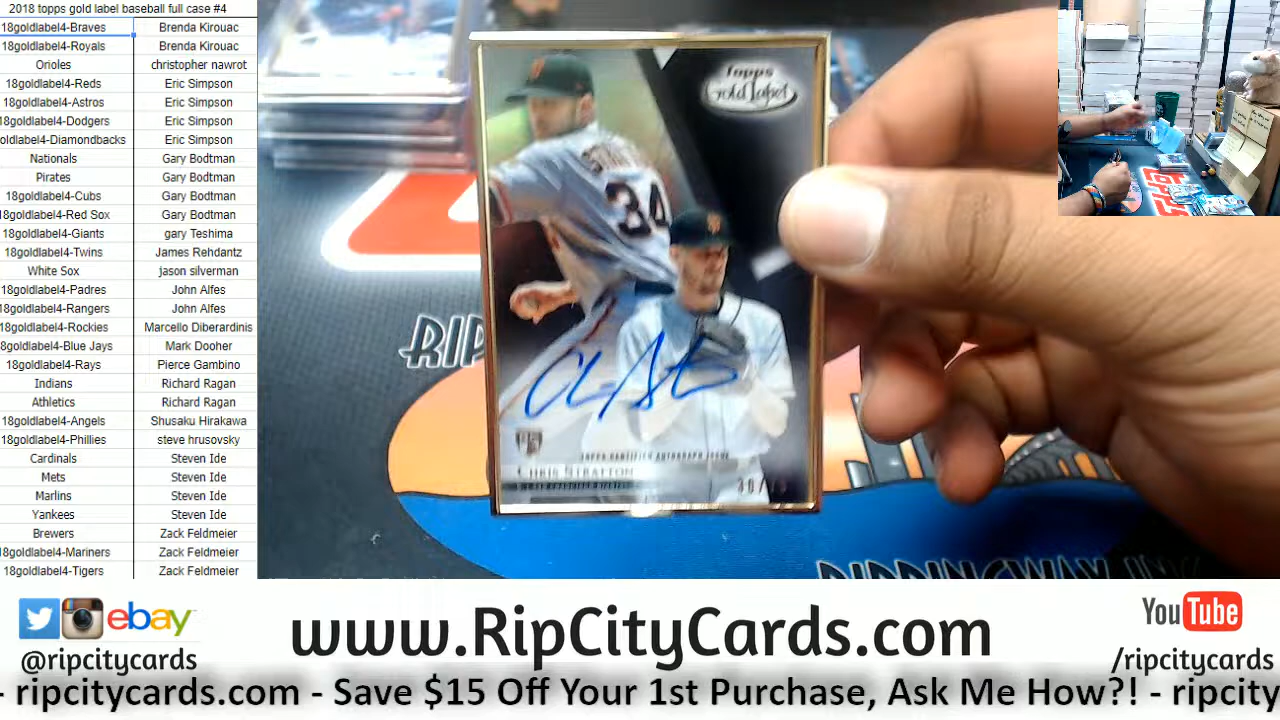 2018 topps gold label baseball full case #4
18goldlabel4-Braves Brenda Kirouac
18goldlabel4-Royals Brenda Kirouac
Orioles christopher nawrot
18goldlabel4-Reds Eric Simpson
18goldlabel4-Astros Eric Simpson
18goldlabel4-Dodgers Eric Simpson
oldlabel4-Diamondbacks Eric Simpson
Nationals Gary Bodtman
Pirates Gary Bodtman
18goldlabel4-Cubs Gary Bodtman
18goldlabel4-Red Sox Gary Bodtman
18goldlabel4-Giants gary Teshima
18goldlabel4-Twins James Rehdantz
White Sox jason silverman
18goldlabel4-Padres John Alfes
18goldlabel4-Rangers John Alfes
18goldlabel4-Rockies Marcello Diberardinis
8goldlabel4-Blue Jays Mark Dooher
18goldlabel4-Rays Pierce Gambino
Indians Richard Ragan
Athletics Richard Ragan
18goldlabel4-Angels Shusaku Hirakawa
18goldlabel4-Phillies steve hrusovsky
Cardinals Steven Ide
Mets Steven Ide
Marlins Steven Ide
Yankees Steven Ide
Brewers Zack Feldmeier
18goldlabel4-Mariners Zack Feldmeier
18goldlabel4-Tigers Zack Feldmeier
Topps
Gold Label
34
TOPPS CERTIFIED AUTOGRAPH ISSUE
CHRIS STRATTON
RIP
ebay
@ripcitycards
www.RipCityCards.com
You Tube
/ripcitycards
- ripcitycards.com - Save $15 Off Your 1st Purchase, Ask Me How?! - ripcity